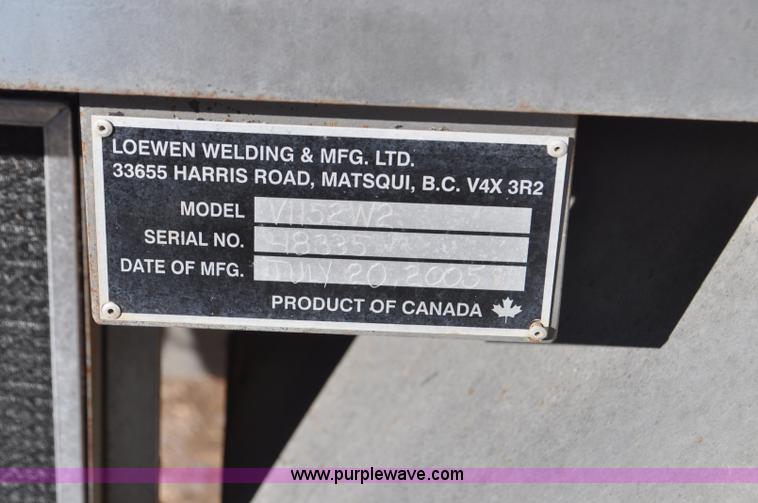 LOEWEN WELDING & MFG. LTD.
33655 HARRIS ROAD, MATSQUI, B.C. V4X 3R2
MODEL V1152W2
SERIAL NO. 48335
DATE OF MFG. JULY 20, 2005
PRODUCT OF CANADA
www.purplewave.com